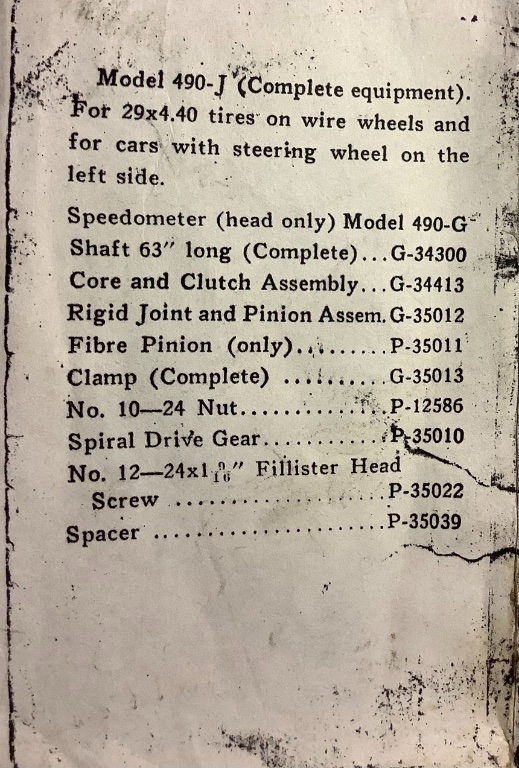 Model 490-J (Complete equipment).
For 29x4.40 tires on wire wheels and
for cars with steering wheel on the
left side.
Speedometer (head only) Model 490-G
Shaft 63″ long (Complete)...G-34300
Core and Clutch Assembly...G-34413
Rigid Joint and Pinion Assem.G-35012
Fibre Pinion (only).........P-35011
Clamp (Complete) ..........G-35013
No. 10—24 Nut..............P-12586
Spiral Drive Gear............P-35010
No. 12—24x1 9/16″ Fillister Head
Screw ....................P-35022
Spacer ......................P-35039